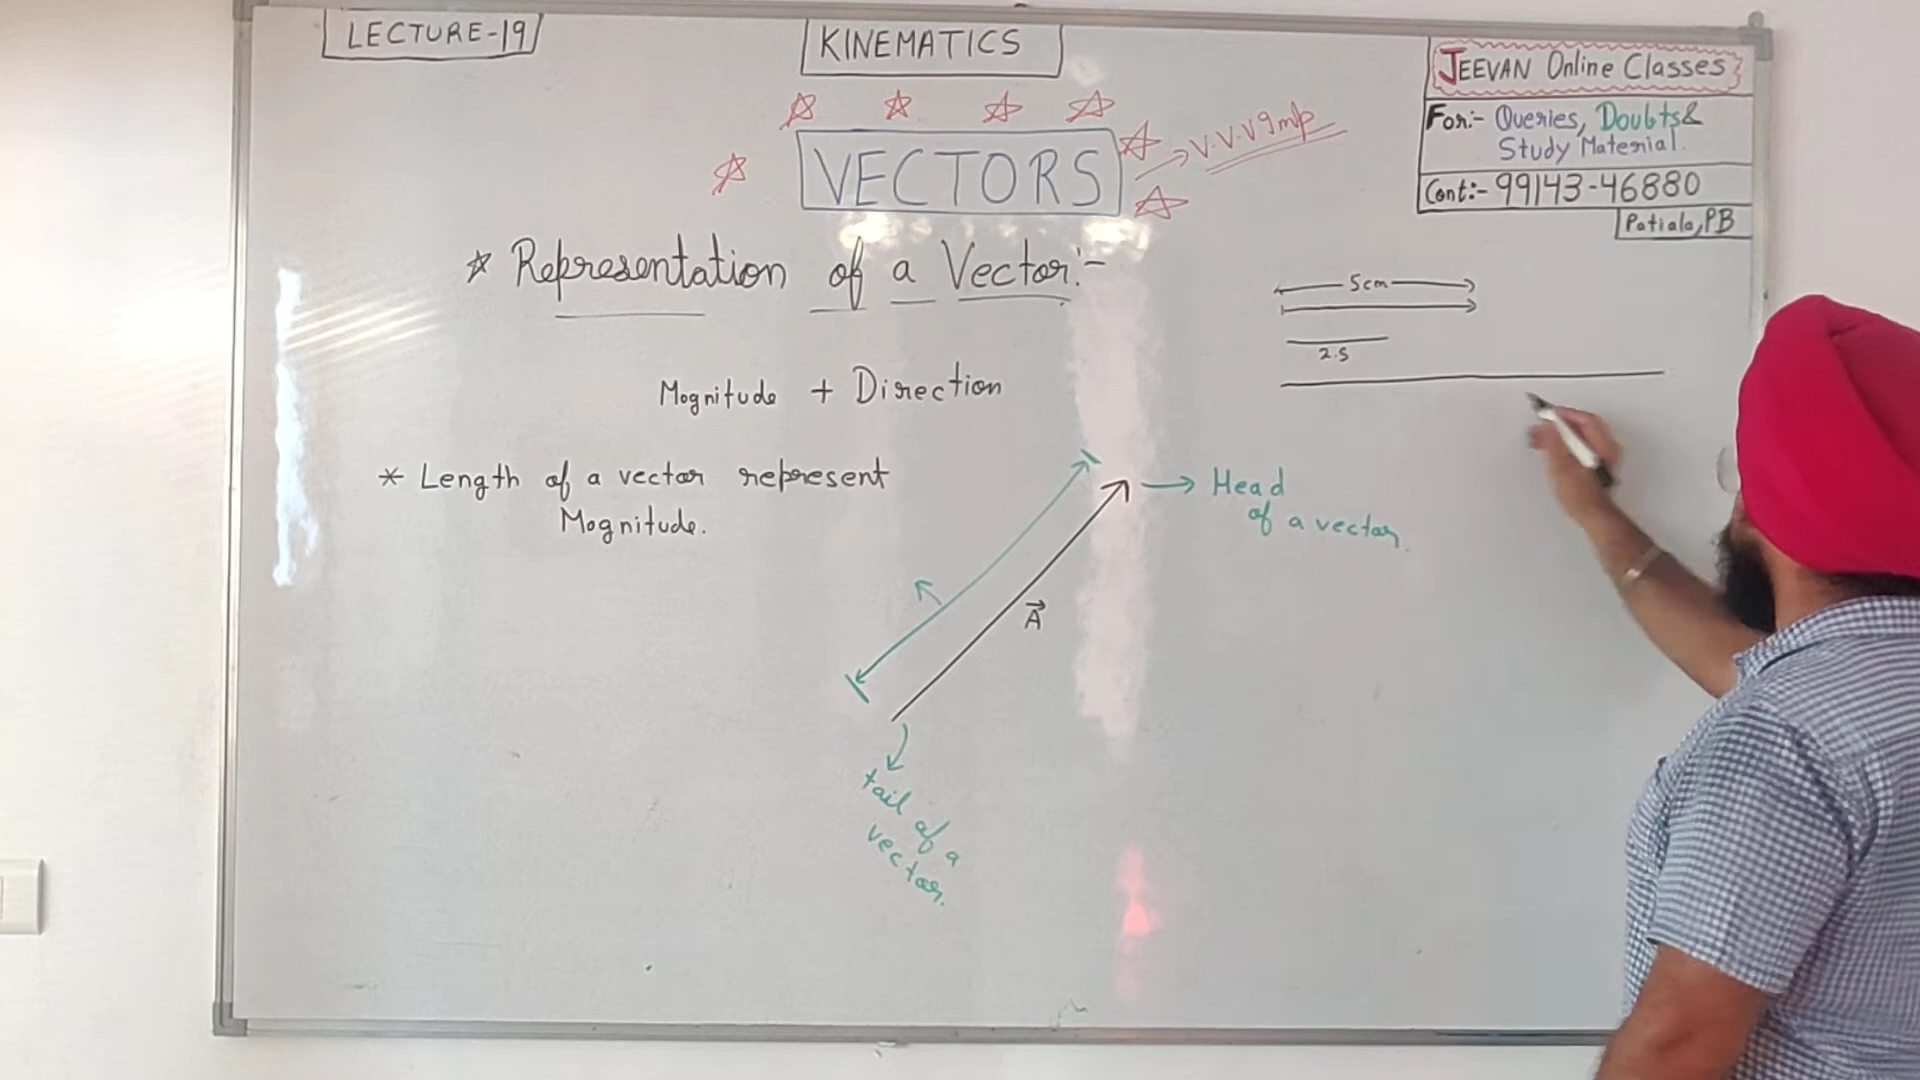 LECTURE-19
KINEMATICS
JEEVAN Online Classes
For:- Queries, Doubts &
Study Material.
Cont:- 99143-46880
Patiala, PB
VECTORS
V.V.V Imp
* Representation of a Vector:-
5cm
2.5
Magnitude + Direction
* Length of a vector represent
Magnitude.
Head
of a vector.
A
tail of a
vector.